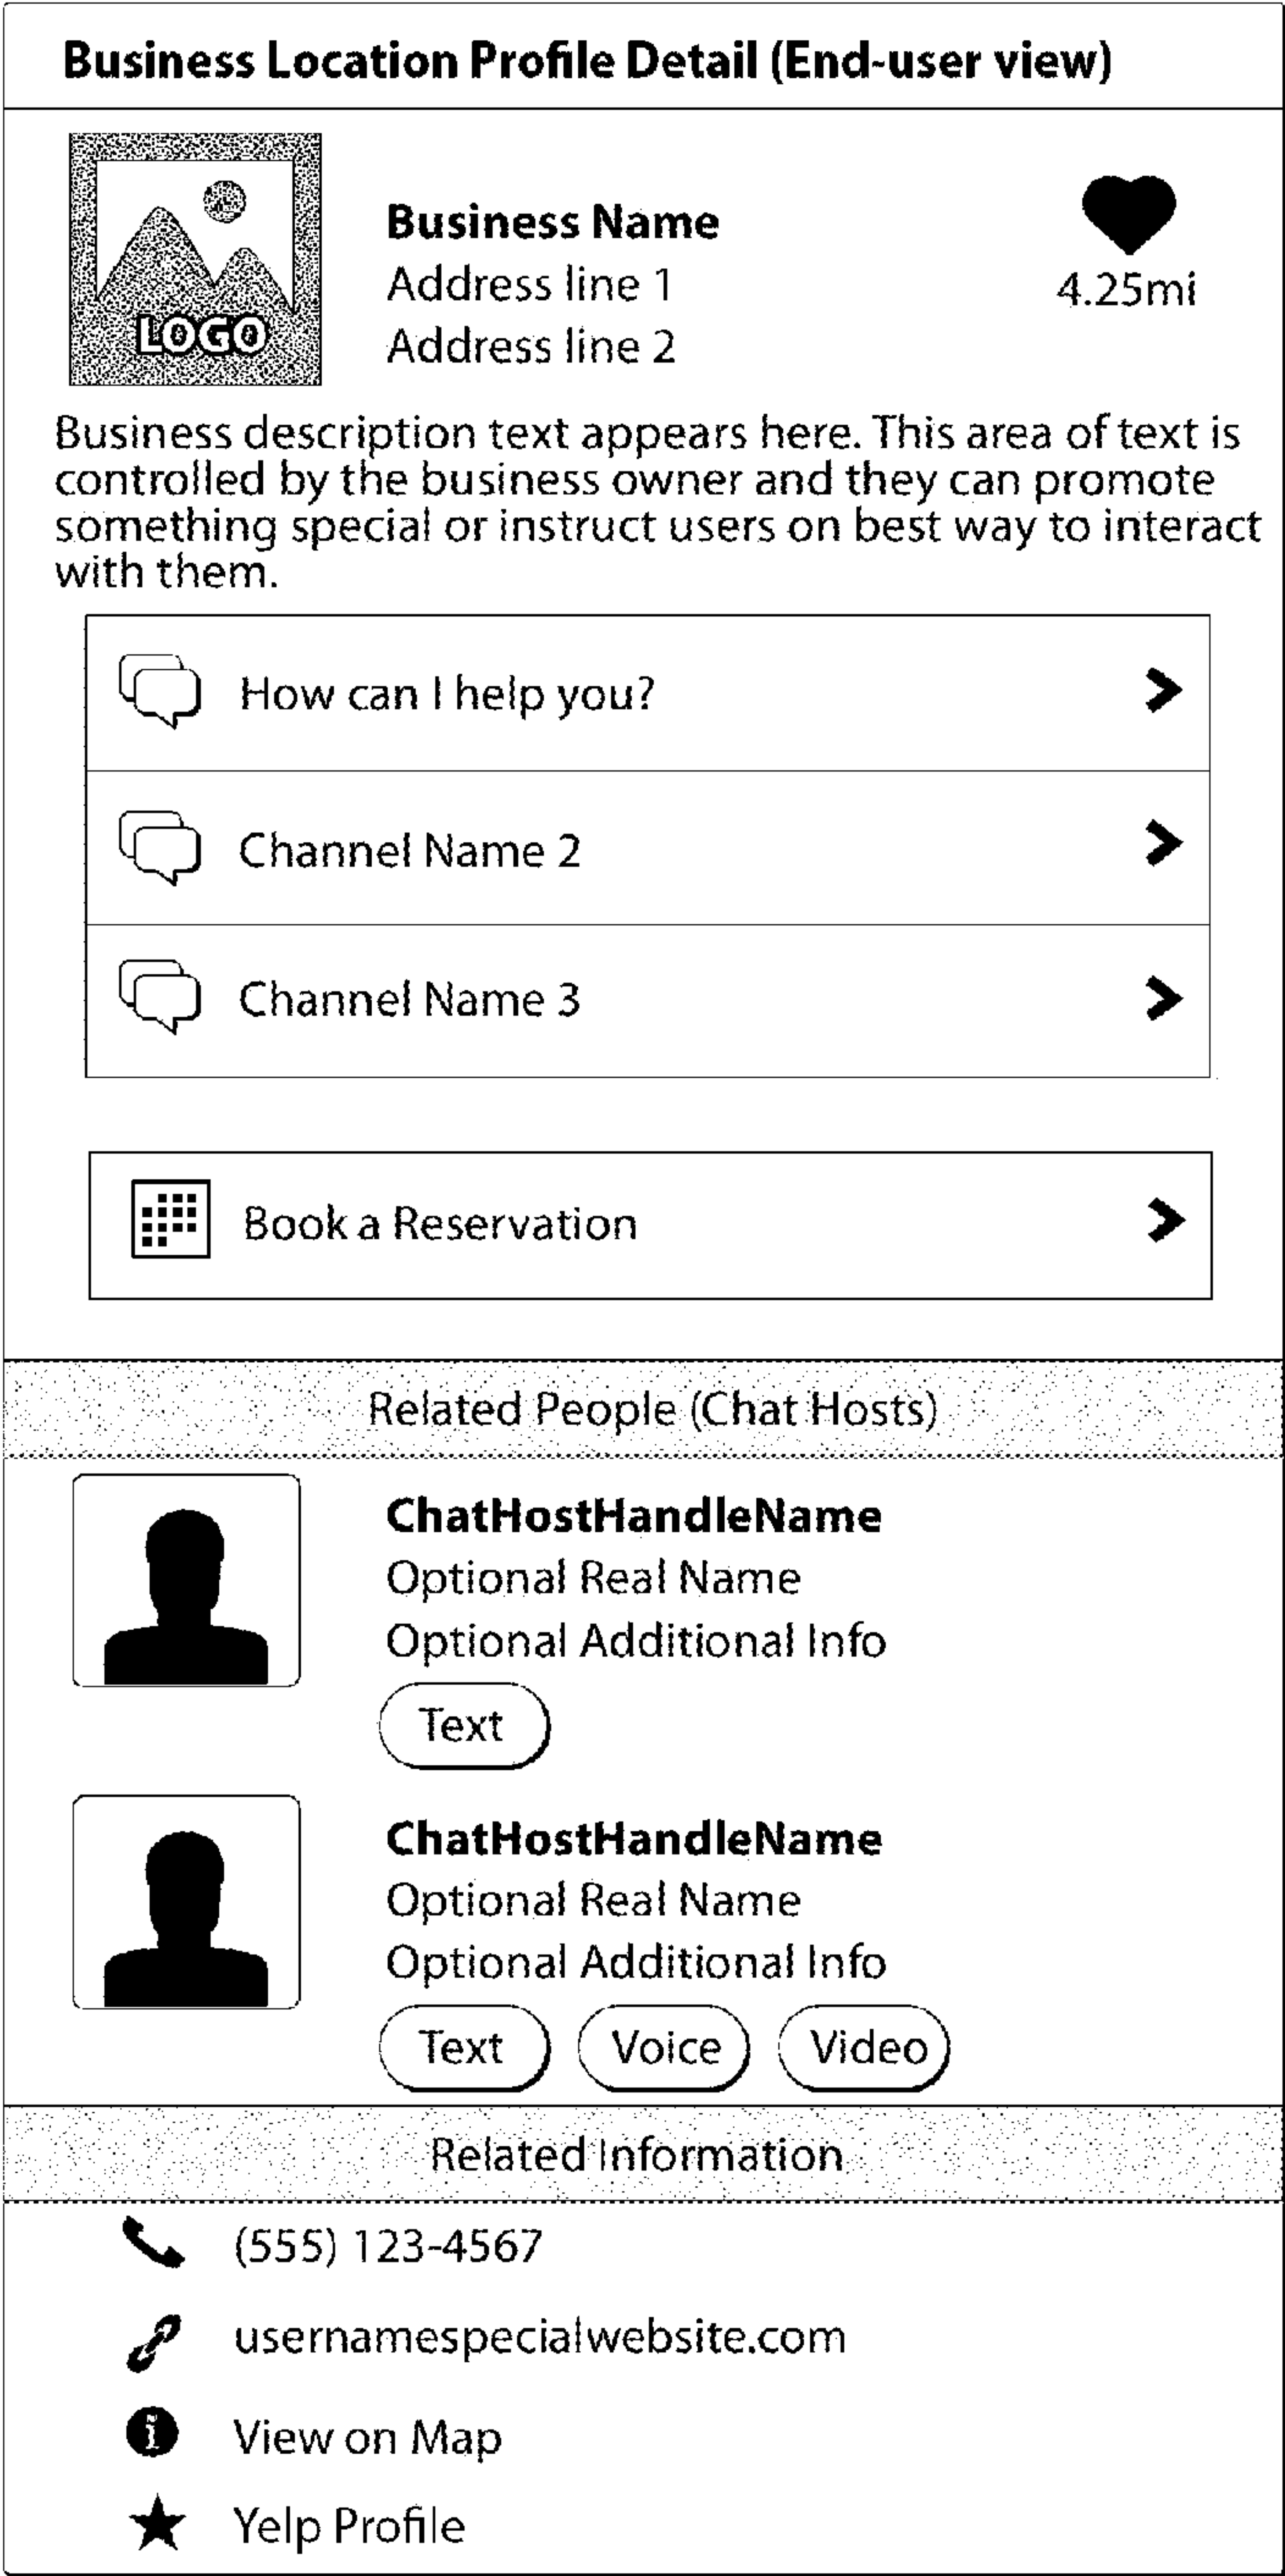 Business Location Profile Detail (End-user view)
LOGO
Business Name
Address line 1
Address line 2
4.25mi
Business description text appears here. This area of text is
controlled by the business owner and they can promote
something special or instruct users on best way to interact
with them.
How can I help you?
Channel Name 2
Channel Name 3
Book a Reservation
Related People (Chat Hosts)
ChatHostHandleName
Optional Real Name
Optional Additional Info
Text
ChatHostHandleName
Optional Real Name
Optional Additional Info
Text Voice Video
Related Information
(555) 123-4567
usernamespecialwebsite.com
View on Map
Yelp Profile